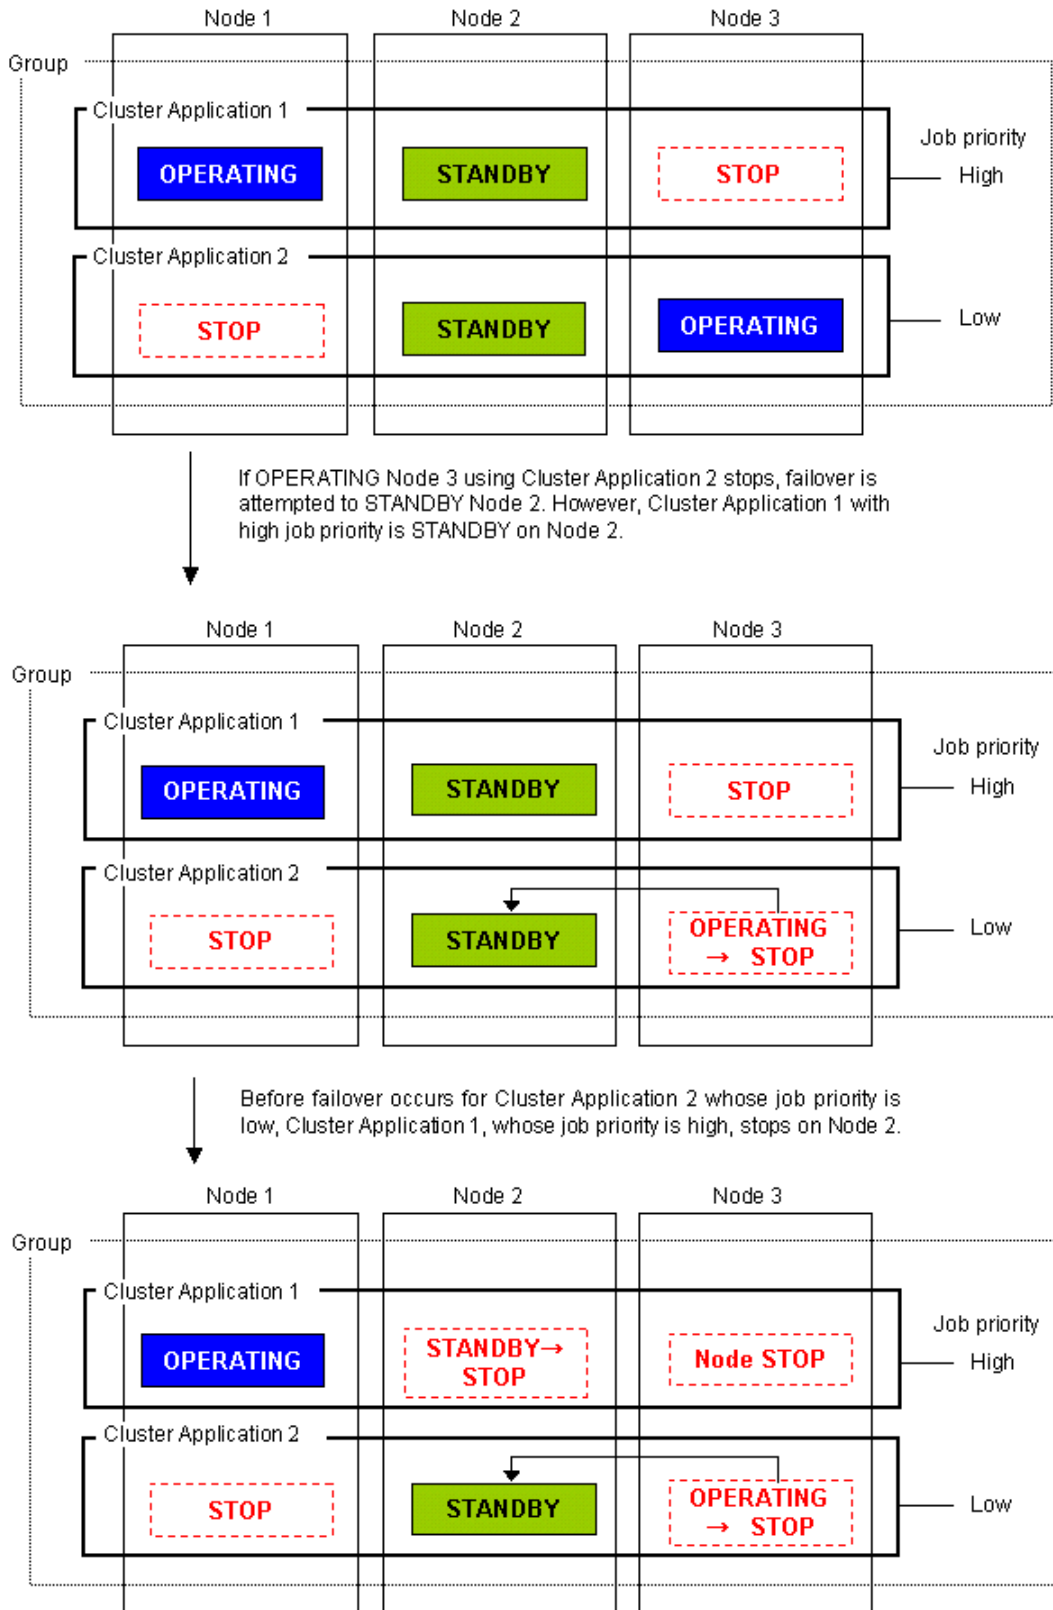 Node 1 Node 2 Node 3
Group
Cluster Application 1
Job priority
OPERATING STANDBY STOP High
Cluster Application 2
STOP STANDBY OPERATING Low
If OPERATING Node 3 using Cluster Application 2 stops, failover is
attempted to STANDBY Node 2. However, Cluster Application 1 with
high job priority is STANDBY on Node 2.
Node 1 Node 2 Node 3
Group
Cluster Application 1
Job priority
OPERATING STANDBY STOP High
Cluster Application 2
STOP STANDBY OPERATING → STOP Low
Before failover occurs for Cluster Application 2 whose job priority is
low, Cluster Application 1, whose job priority is high, stops on Node 2.
Node 1 Node 2 Node 3
Group
Cluster Application 1
Job priority
OPERATING STANDBY→ STOP Node STOP High
Cluster Application 2
STOP STANDBY OPERATING → STOP Low